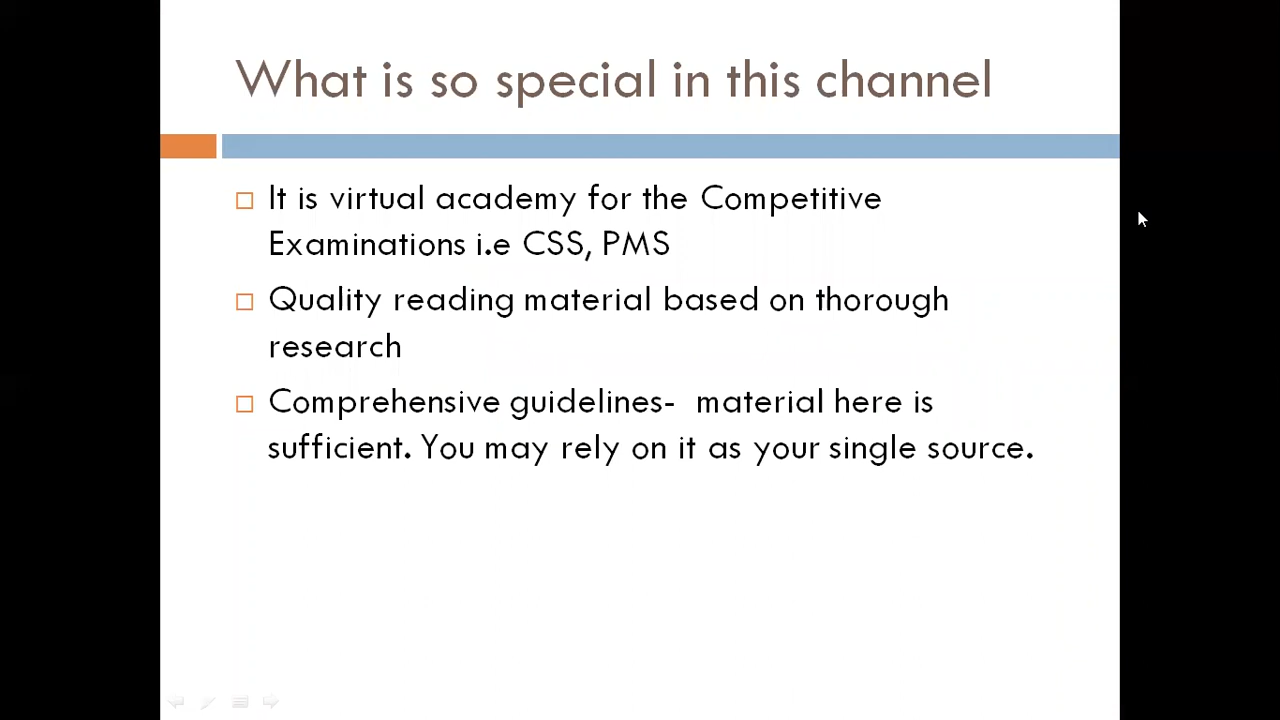 What is so special in this channel
It is virtual academy for the Competitive
Examinations i.e CSS, PMS
Quality reading material based on thorough
research
Comprehensive guidelines-  material here is
sufficient. You may rely on it as your single source.